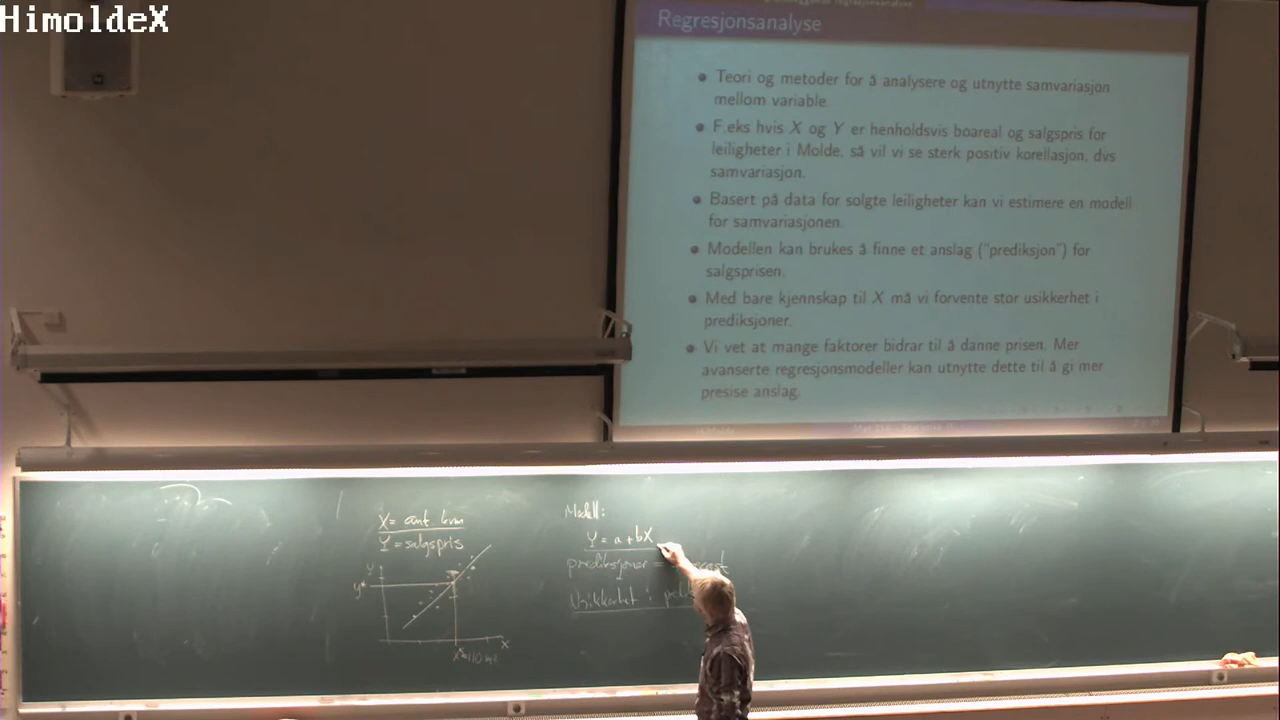 HimoldeX
Regresjonsanalyse
Teori og metoder for å analysere og utnytte samvariasjon
mellom variable.
F.eks hvis X og Y er henholdsvis boareal og salgspris for
leiligheter i Molde, så vil vi se sterk positiv korellasjon, dvs
samvariasjon.
Basert på data for solgte leiligheter kan vi estimere en modell
for samvariasjonen.
Modellen kan brukes å finne et anslag ("prediksjon") for
salgsprisen.
Med bare kjennskap til X må vi forvente stor usikkerhet i
prediksjoner.
Vi vet at mange faktorer bidrar til å danne prisen. Mer
avanserte regresjonsmodeller kan utnytte dette til å gi mer
presise anslag.
X = ant. kvm
Y = salgspris
Y
y*
X
Modell:
Y = a + bX
prediksjoner =
Usikkerhet i